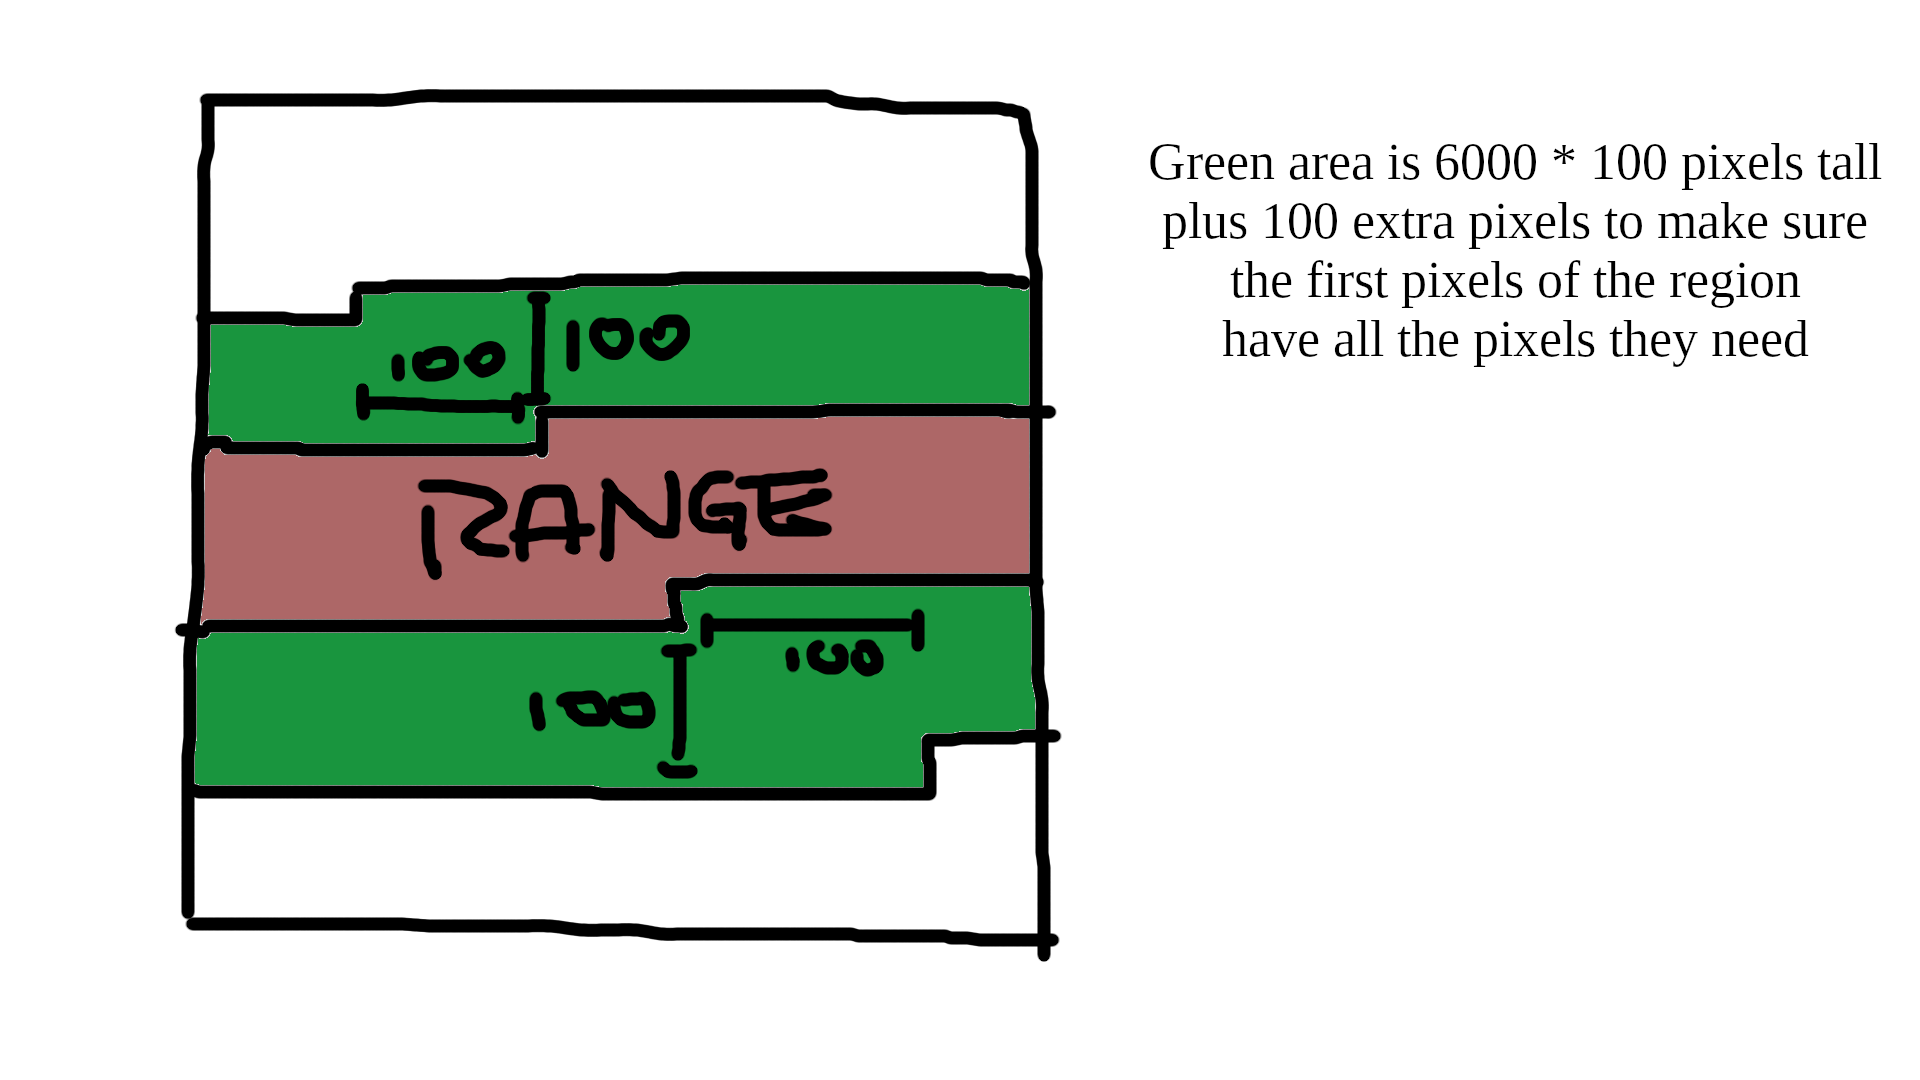 Green area is 6000 * 100 pixels tall
plus 100 extra pixels to make sure
the first pixels of the region
have all the pixels they need
100
100
RANGE
100
100